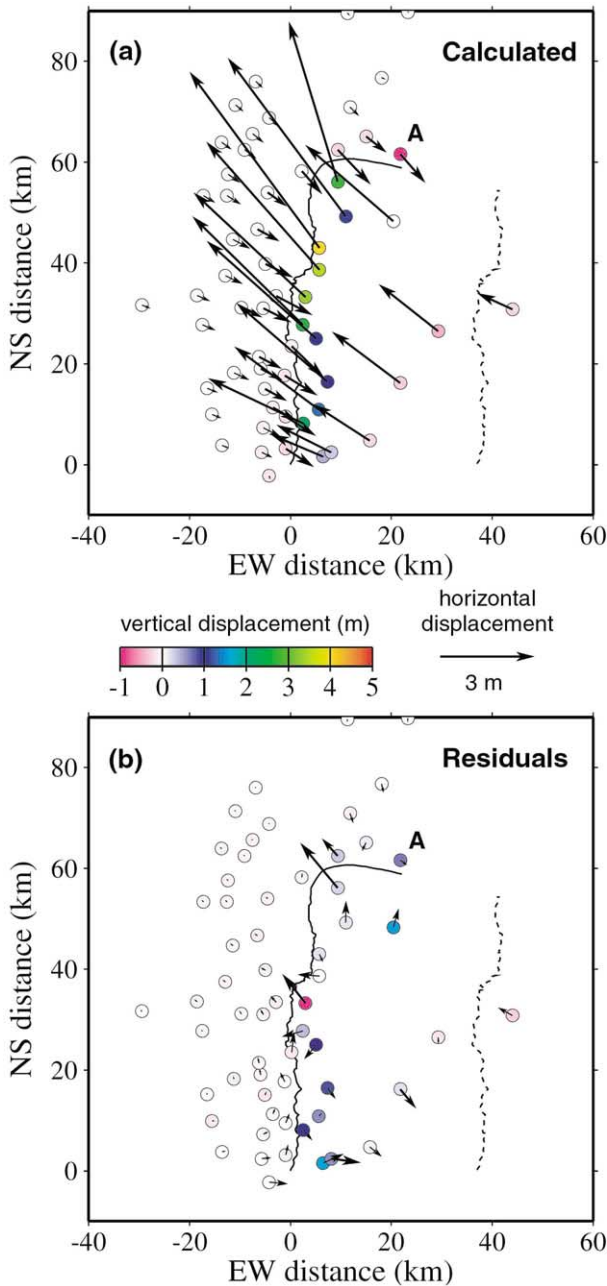 (a) Calculated
A
80
60
40
20
0
NS distance (km)
-40 -20 0 20 40 60
EW distance (km)
vertical displacement (m)
-1 0 1 2 3 4 5
horizontal
displacement
3 m
(b) Residuals
A
80
60
40
20
0
NS distance (km)
-40 -20 0 20 40 60
EW distance (km)